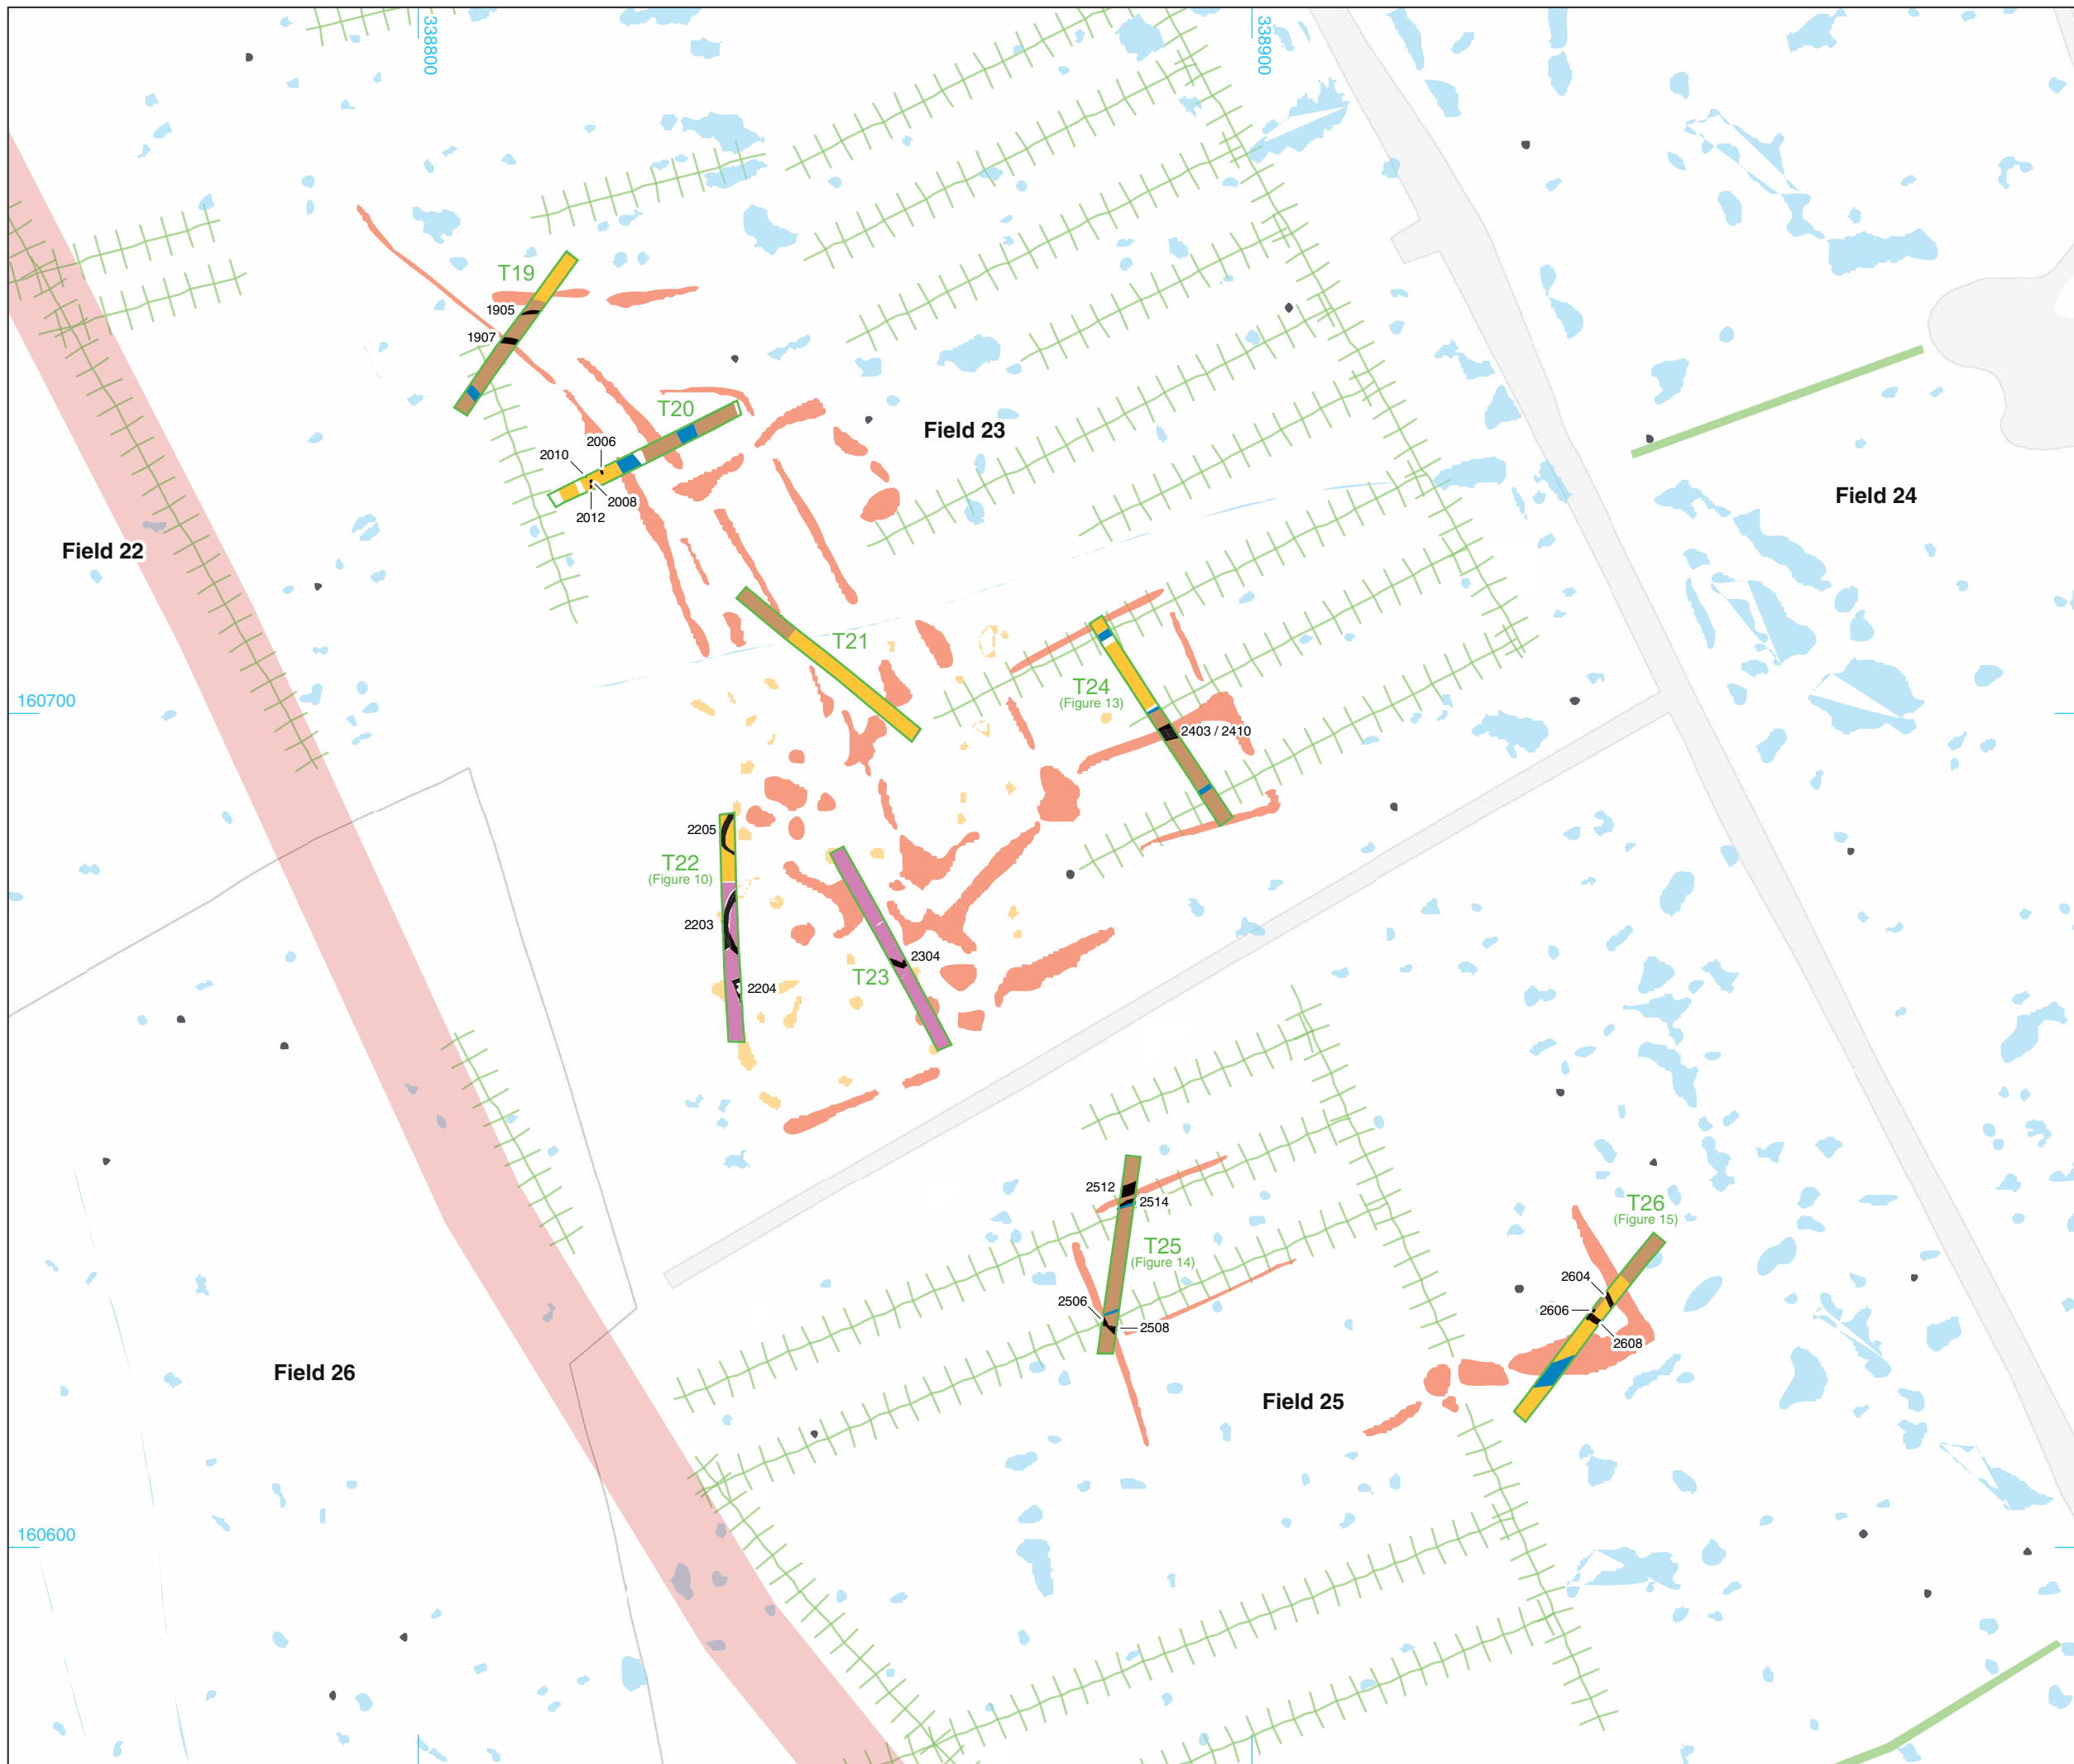 338800
338900
T19
1905
1907
T20
Field 23
2006
2010
2008
2012
Field 24
Field 22
T21
160700
T24
(Figure 13)
2403 / 2410
2205
T22
(Figure 10)
2203
2304
T23
2204
2512
2514
T26
(Figure 15)
T25
(Figure 14)
2604
2506
2606
2508
2608
Field 26
Field 25
160600